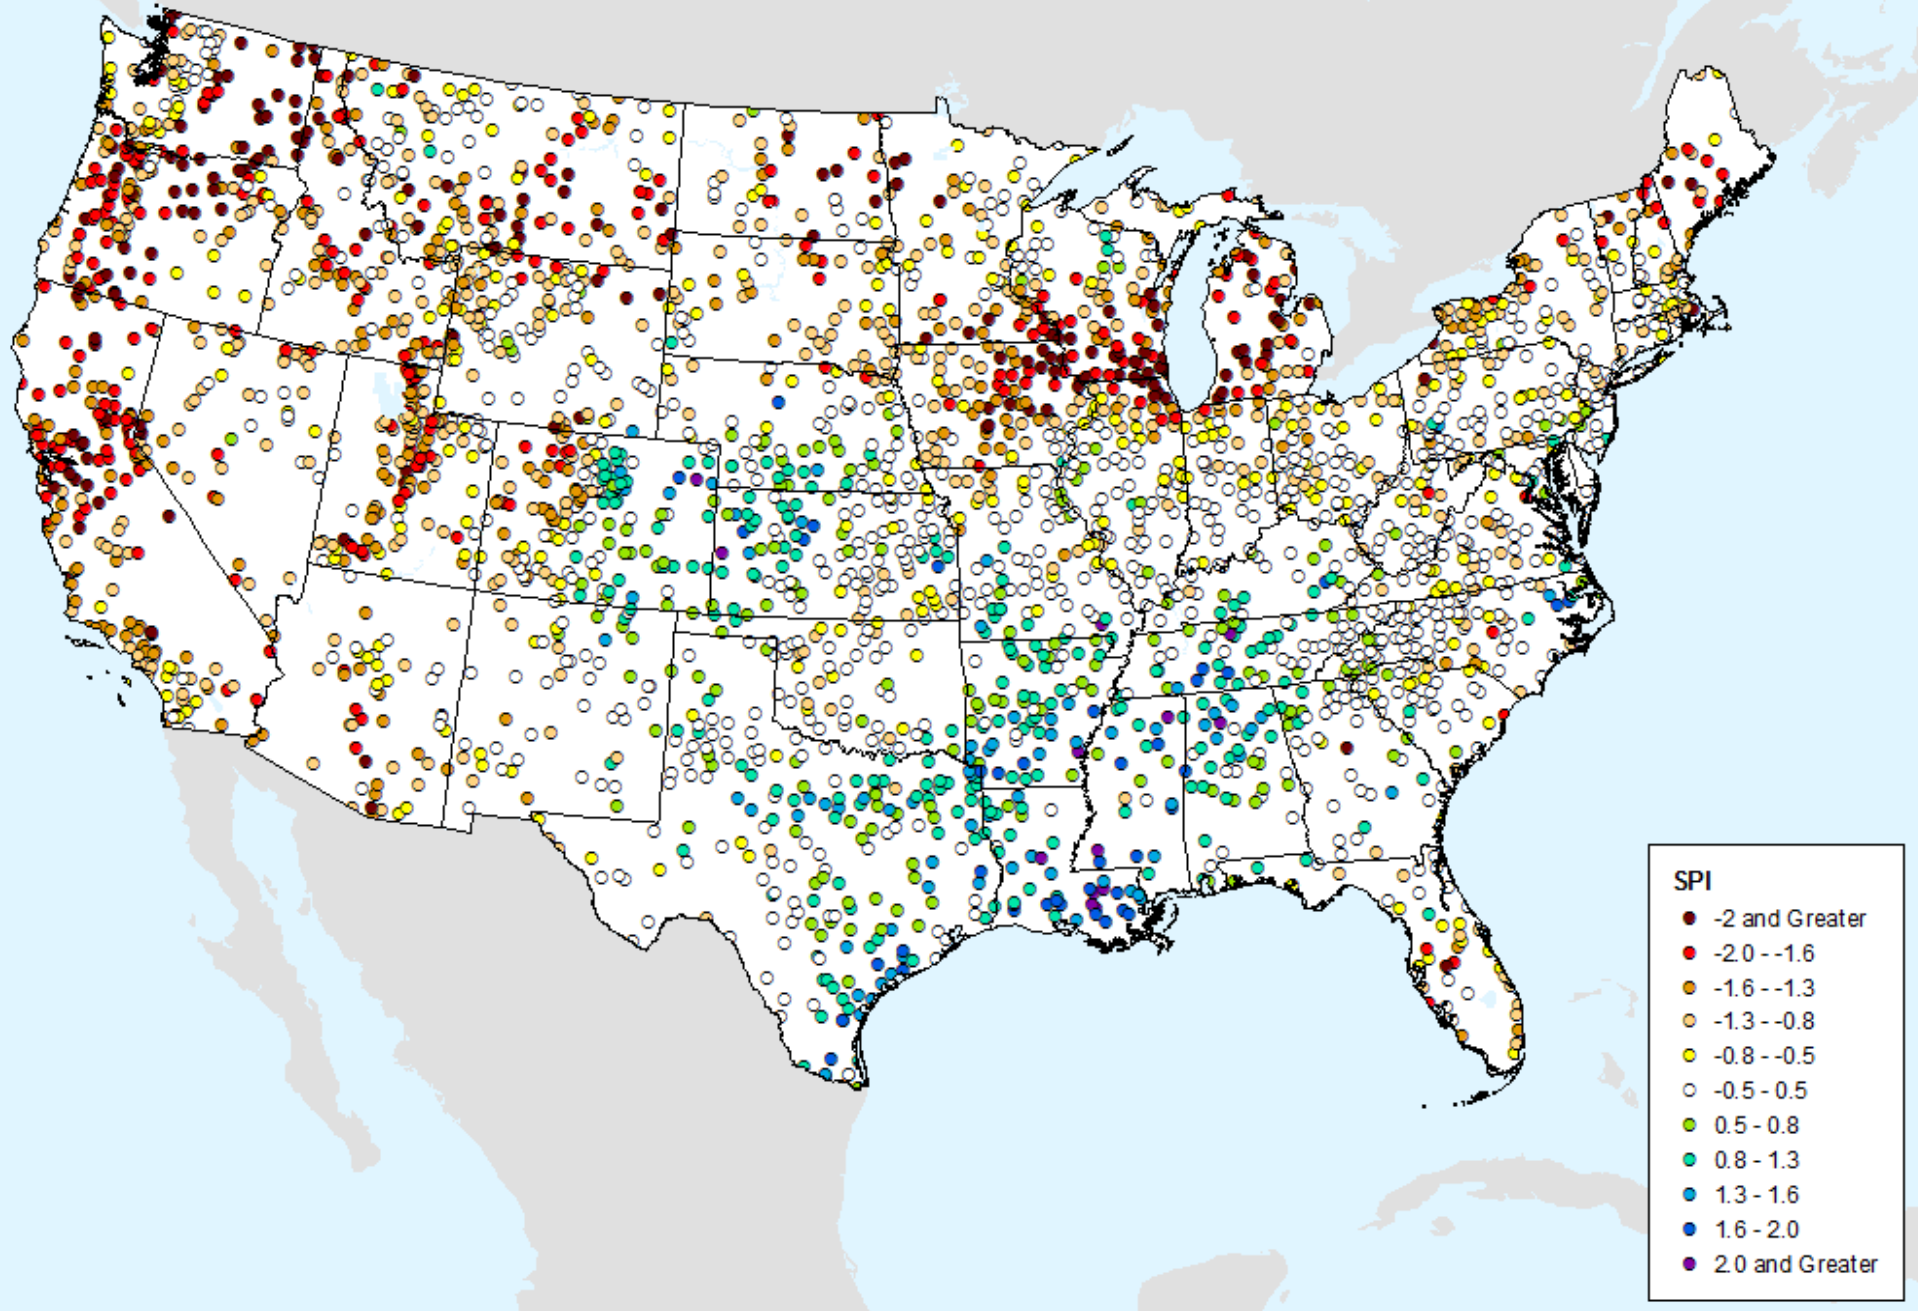 SPI
-2 and Greater
-2.0 - -1.6
-1.6 - -1.3
-1.3 - -0.8
-0.8 - -0.5
-0.5 - 0.5
0.5 - 0.8
0.8 - 1.3
1.3 - 1.6
1.6 - 2.0
2.0 and Greater